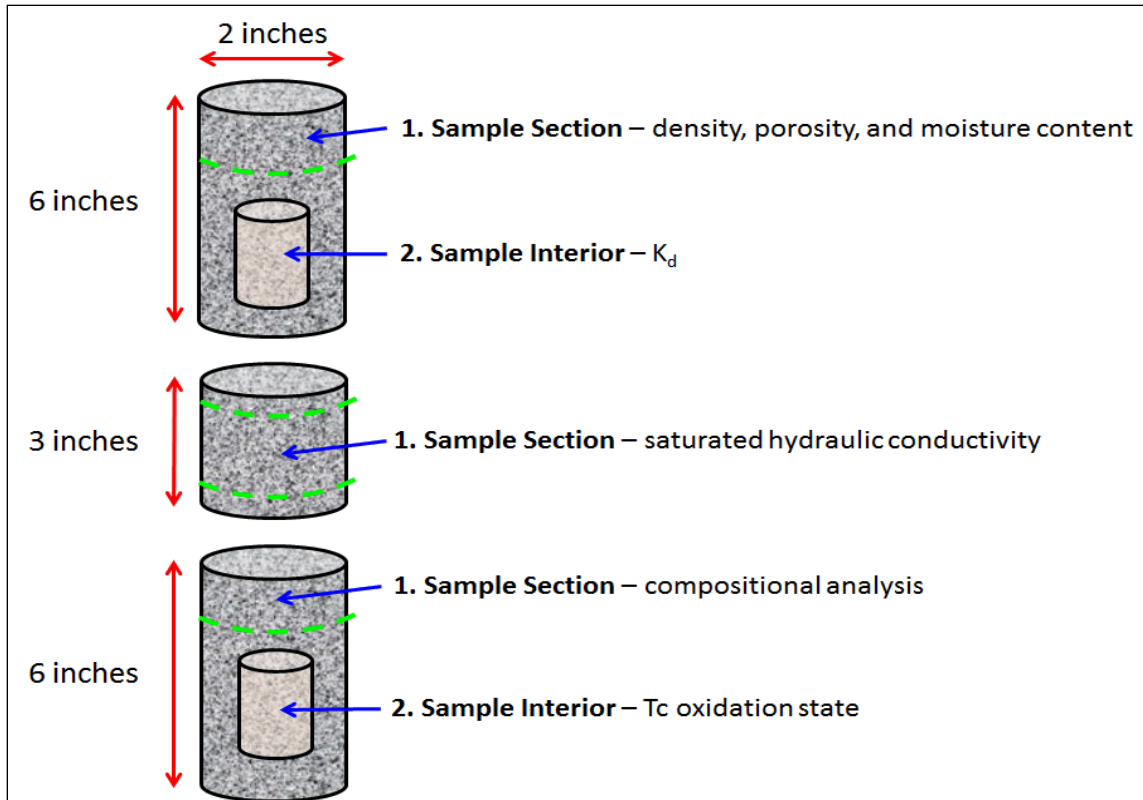 2 inches
1. Sample Section – density, porosity, and moisture content
6 inches
2. Sample Interior – Kd
3 inches
1. Sample Section – saturated hydraulic conductivity
1. Sample Section – compositional analysis
6 inches
2. Sample Interior – Tc oxidation state